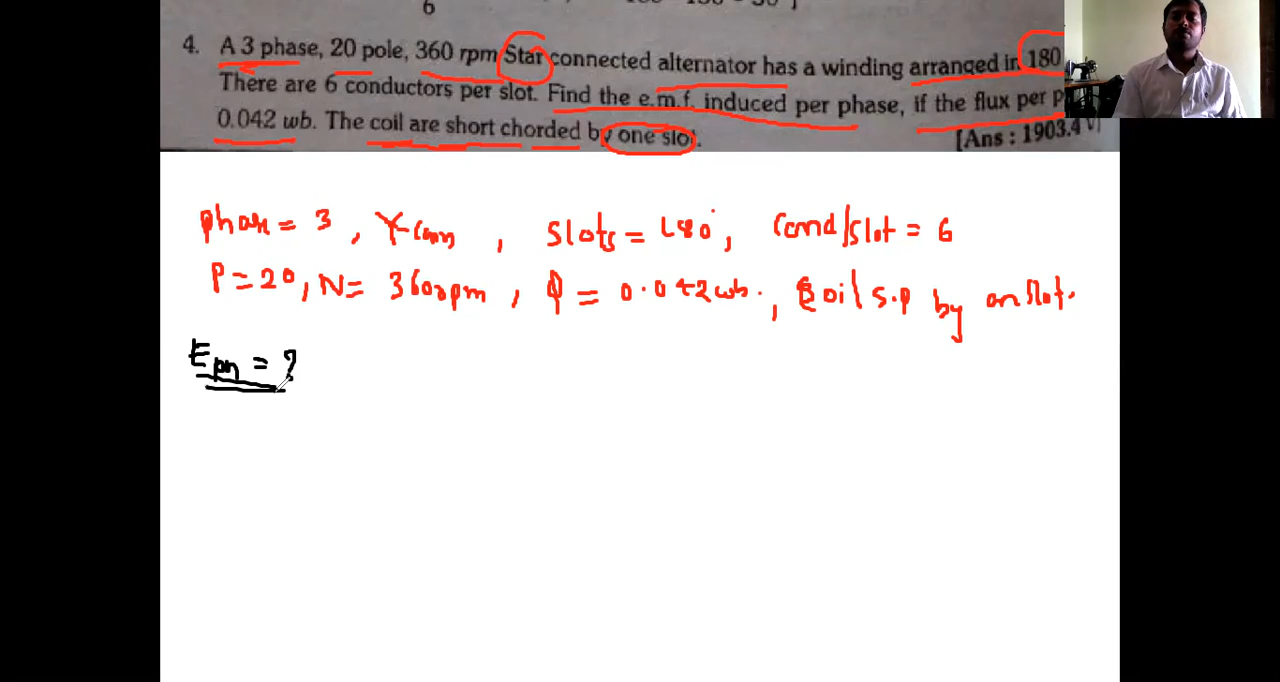 6
4. A 3 phase, 20 pole, 360 rpm Star connected alternator has a winding arranged in 180
There are 6 conductors per slot. Find the e.m.f. induced per phase, if the flux per p
0.042 wb. The coil are short chorded by one slot.
[Ans : 1903.4 V]
phase = 3 , Y-Conn , slots = 180 , Cond/slot = 6
P = 20 , N = 360rpm , φ = 0.042wb. , Coil S.P by onslot.
Eph = ?